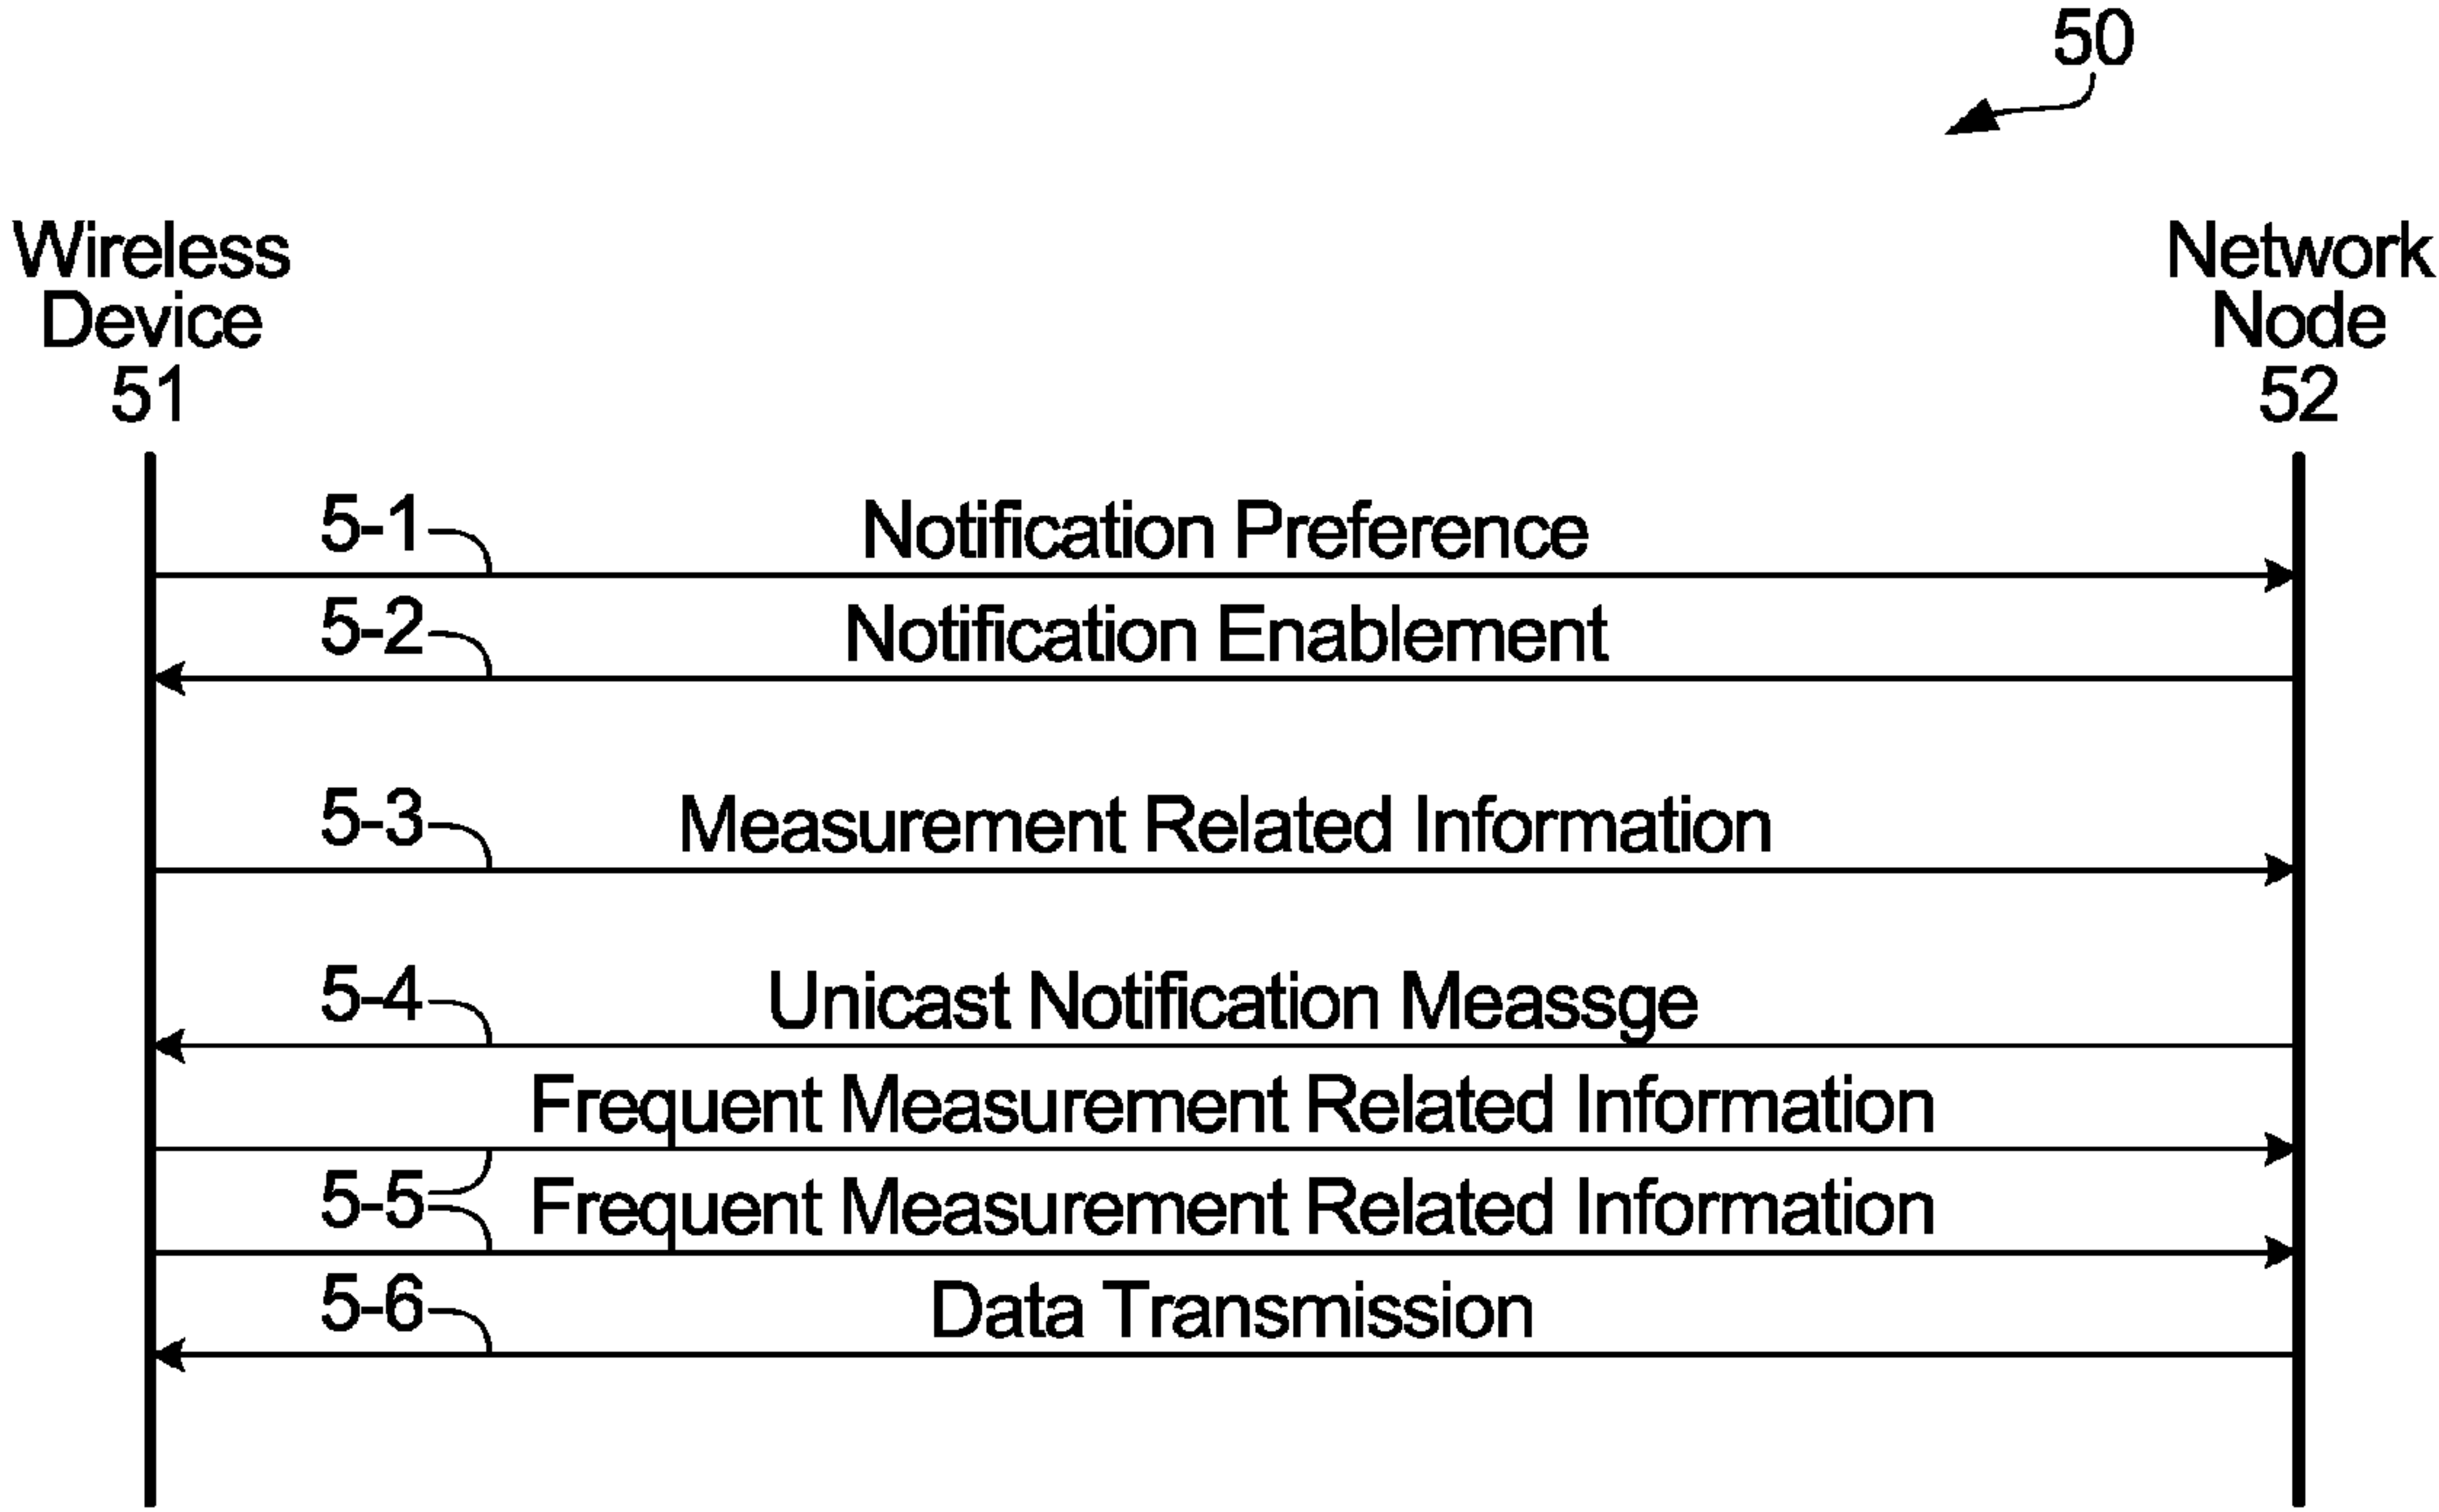 50
Wireless
Device
51
Network
Node
52
5-1
Notification Preference
5-2
Notification Enablement
5-3
Measurement Related Information
5-4
Unicast Notification Meassge
Frequent Measurement Related Information
5-5
Frequent Measurement Related Information
5-6
Data Transmission